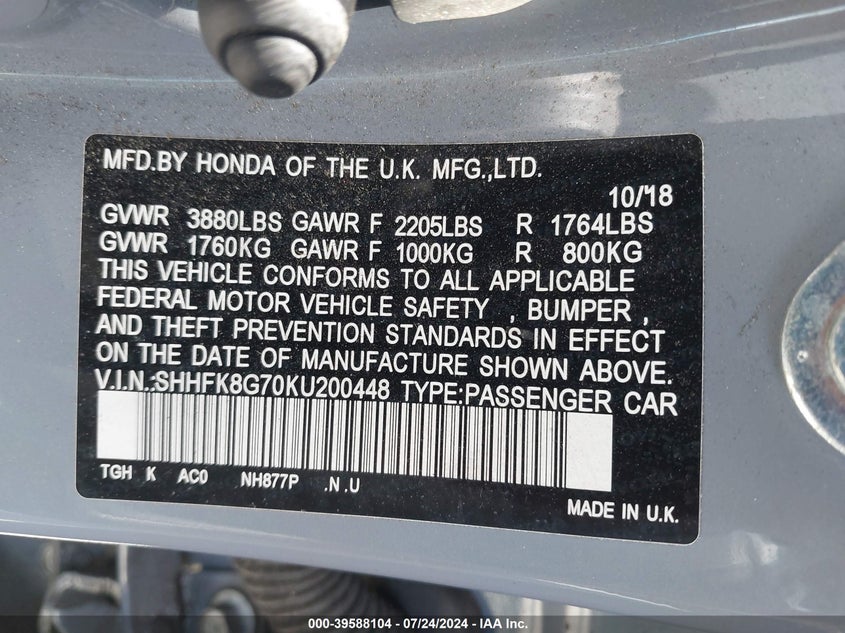 MFD.BY HONDA OF THE U.K. MFG.,LTD.
10/18
GVWR 3880LBS GAWR F 2205LBS R 1764LBS
GVWR 1760KG GAWR F 1000KG R 800KG
THIS VEHICLE CONFORMS TO ALL APPLICABLE
FEDERAL MOTOR VEHICLE SAFETY , BUMPER ,
AND THEFT PREVENTION STANDARDS IN EFFECT
ON THE DATE OF MANUFACTURE SHOWN ABOVE.
V.I.N.:SHHFK8G70KU200448 TYPE:PASSENGER CAR
TGH K AC0 NH877P .N .U
MADE IN U.K.
000-39588104 / 07/24/2024 - IAA Inc.